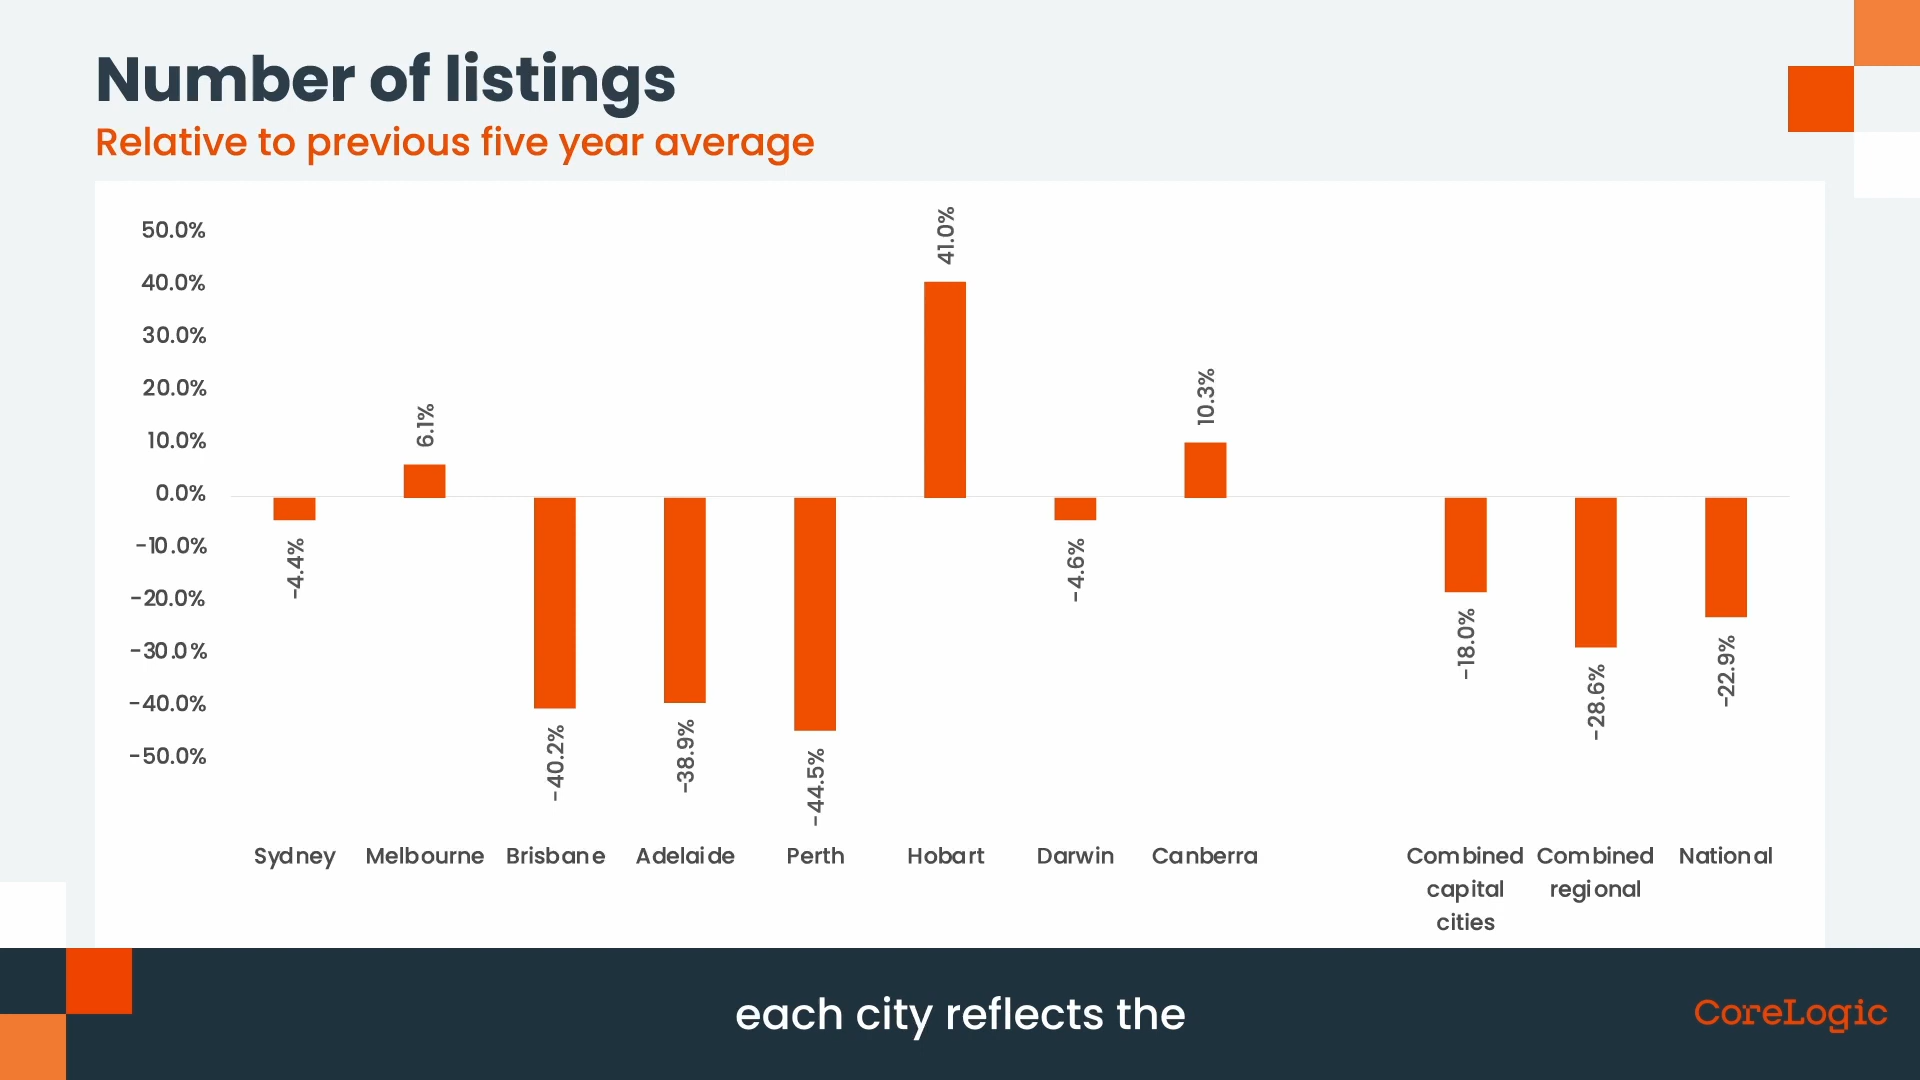 Number of listings
Relative to previous five year average
50.0%
40.0%
30.0%
20.0%
10.0%
0.0%
-10.0%
-20.0%
-30.0%
-40.0%
-50.0%
-4.4%
6.1%
-40.2%
-38.9%
-44.5%
41.0%
-4.6%
10.3%
-18.0%
-28.6%
-22.9%
Sydney
Melbourne
Brisbane
Adelaide
Perth
Hobart
Darwin
Canberra
Combined
capital
cities
Combined
regional
National
each city reflects the
CoreLogic